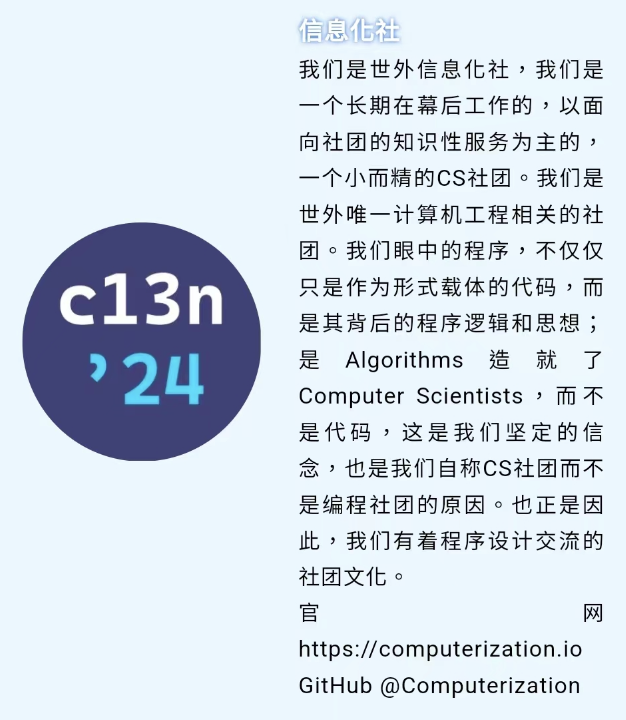 c13n
’24
信息化社
我们是世外信息化社，我们是
一个长期在幕后工作的，以面
向社团的知识性服务为主的，
一个小而精的CS社团。我们是
世外唯一计算机工程相关的社
团。我们眼中的程序，不仅仅
只是作为形式载体的代码，而
是其背后的程序逻辑和思想；
是 Algorithms 造就了
Computer Scientists，而不
是代码，这是我们坚定的信
念，也是我们自称CS社团而不
是编程社团的原因。也正是因
此，我们有着程序设计交流的
社团文化。
官网
https://computerization.io
GitHub @Computerization